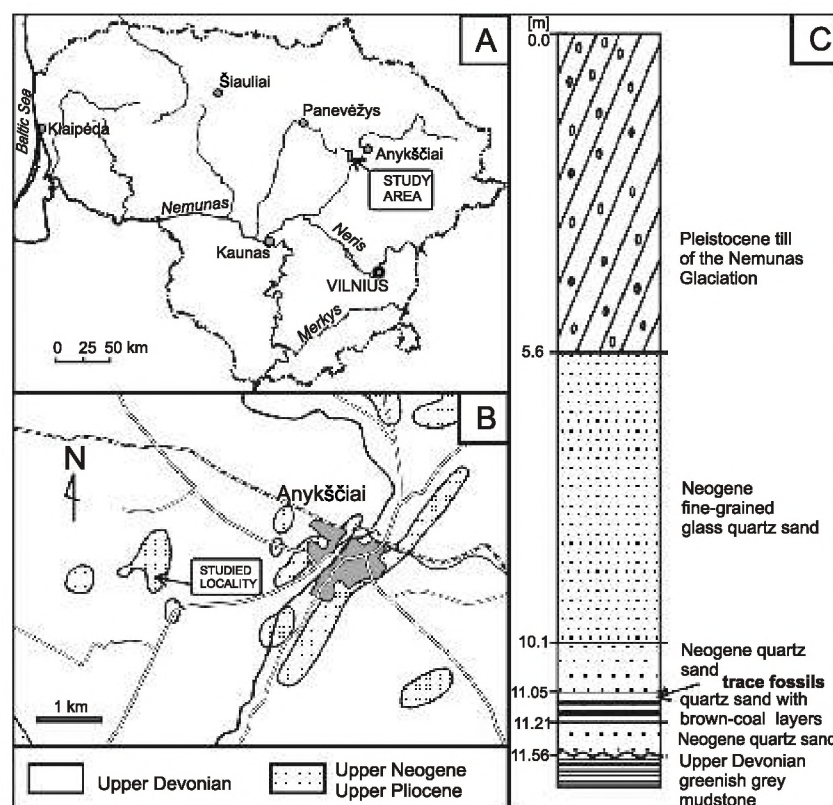 A
Baltic Sea
Šiauliai
Klaipėda
Panevėžys
Anykščiai
STUDY
AREA
Nemunas
Kaunas
Neris
VILNIUS
Merkys
0 25 50 km
B
N
Anykščiai
STUDIED
LOCALITY
1 km
Upper Devonian
Upper Neogene
Upper Pliocene
C
[m]
0.0
Pleistocene till
of the Nemunas
Glaciation
5.6
Neogene
fine-grained
glass quartz sand
10.1
Neogene quartz
sand
trace fossils
11.05
quartz sand with
brown-coal layers
11.21
Neogene quartz sand
11.56
Upper Devonian
greenish grey
mudstone